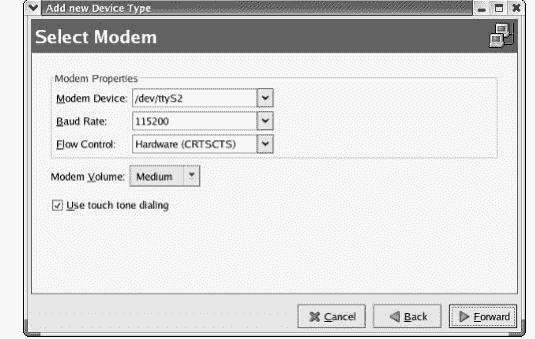 Add new Device Type
Select Modem
Modem Properties
Modem Device: /dev/ttyS2
Baud Rate: 115200
Flow Control: Hardware (CRTSCTS)
Modem Volume: Medium
Use touch tone dialing
Cancel Back Forward